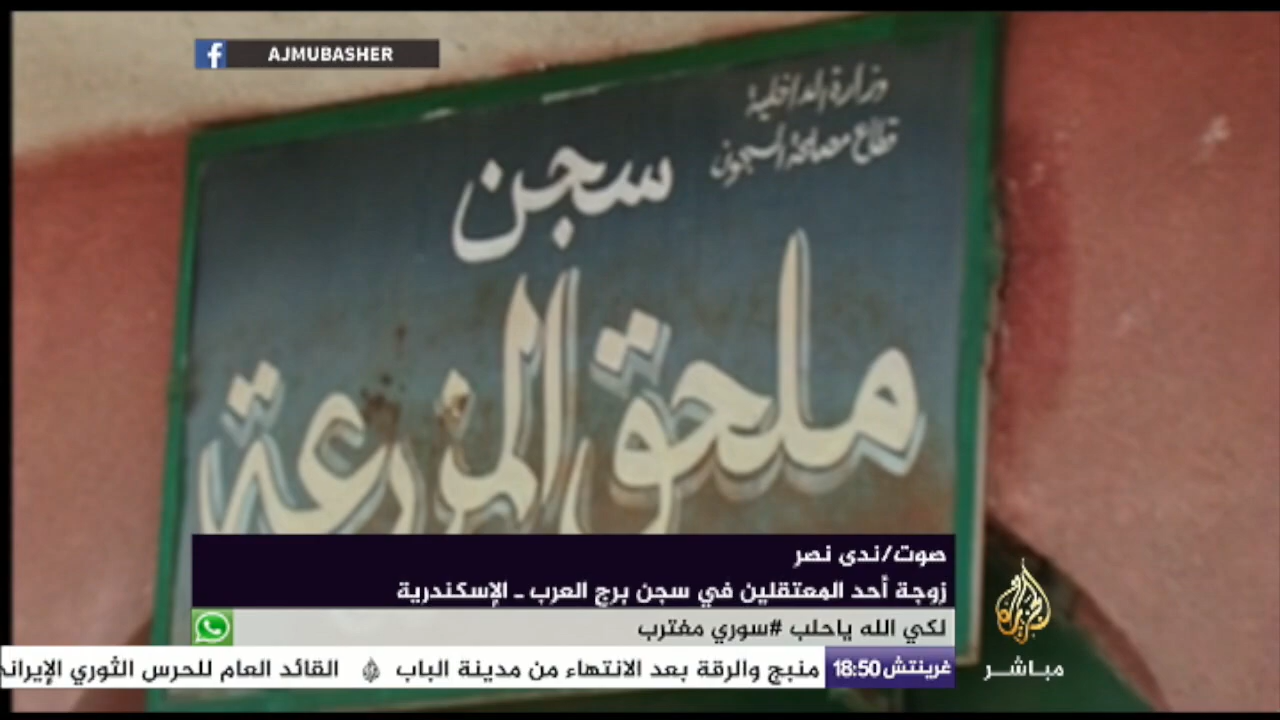 AJMUBASHER
وزارة الداخلية
قطاع مصلحة السجون
سجن
ملحق المزرعة
صوت/ندى نصر
زوجة أحد المعتقلين في سجن برج العرب ـ الإسكندرية
لكي الله ياحلب #سوري مغترب
غرينتش 18:50 منبج والرقة بعد الانتهاء من مدينة الباب القائد العام للحرس الثوري الإيراني
الجزيرة
مباشر